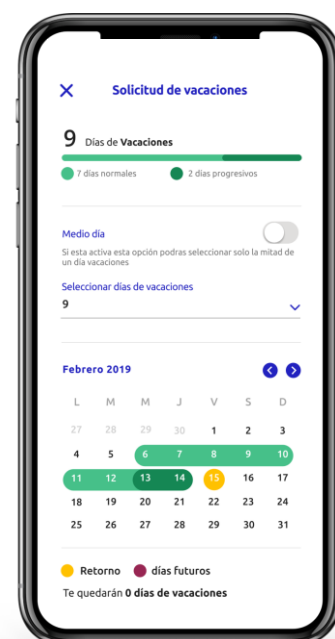 Solicitud de vacaciones
9 Días de Vacaciones
7 días normales 2 días progresivos
Medio día
Si esta activa esta opción podras seleccionar solo la mitad de
un día vacaciones
Seleccionar días de vacaciones
9
Febrero 2019
L M M J V S D
27 28 29 30 1 2 3
4 5 6 7 8 9 10
11 12 13 14 15 16 17
18 19 20 21 22 23 24
25 26 27 28 29 30 31
Retorno días futuros
Te quedarán 0 días de vacaciones